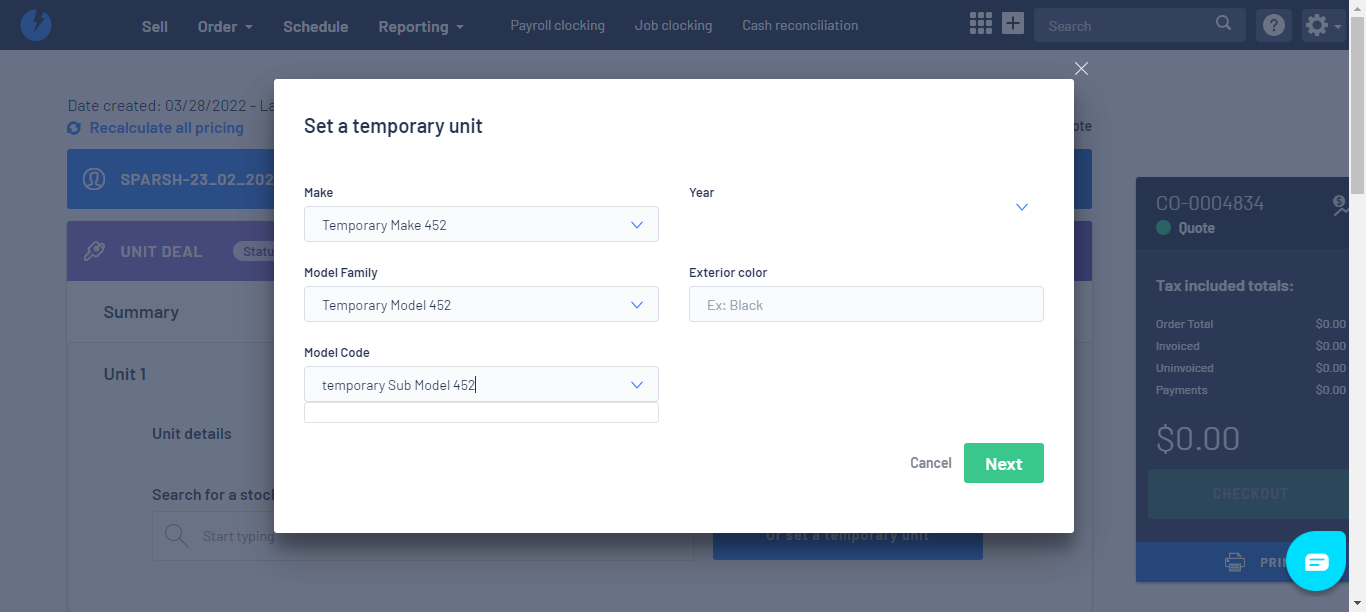 Sell Order Schedule Reporting Payroll clocking Job clocking Cash reconciliation Search
Date created: 03/28/2022 - La
Recalculate all pricing
ote
SPARSH-23_02_202
UNIT DEAL Statu
Summary
Unit 1
Unit details
Search for a stock
Start typing
or set a temporary unit
Set a temporary unit
Make
Temporary Make 452
Year
Model Family
Temporary Model 452
Exterior color
Ex: Black
Model Code
temporary Sub Model 452
Cancel Next
CO-0004834
Quote
Tax included totals:
Order Total $0.00
Invoiced $0.00
Uninvoiced $0.00
Payments $0.00
$0.00
CHECKOUT
PRIN